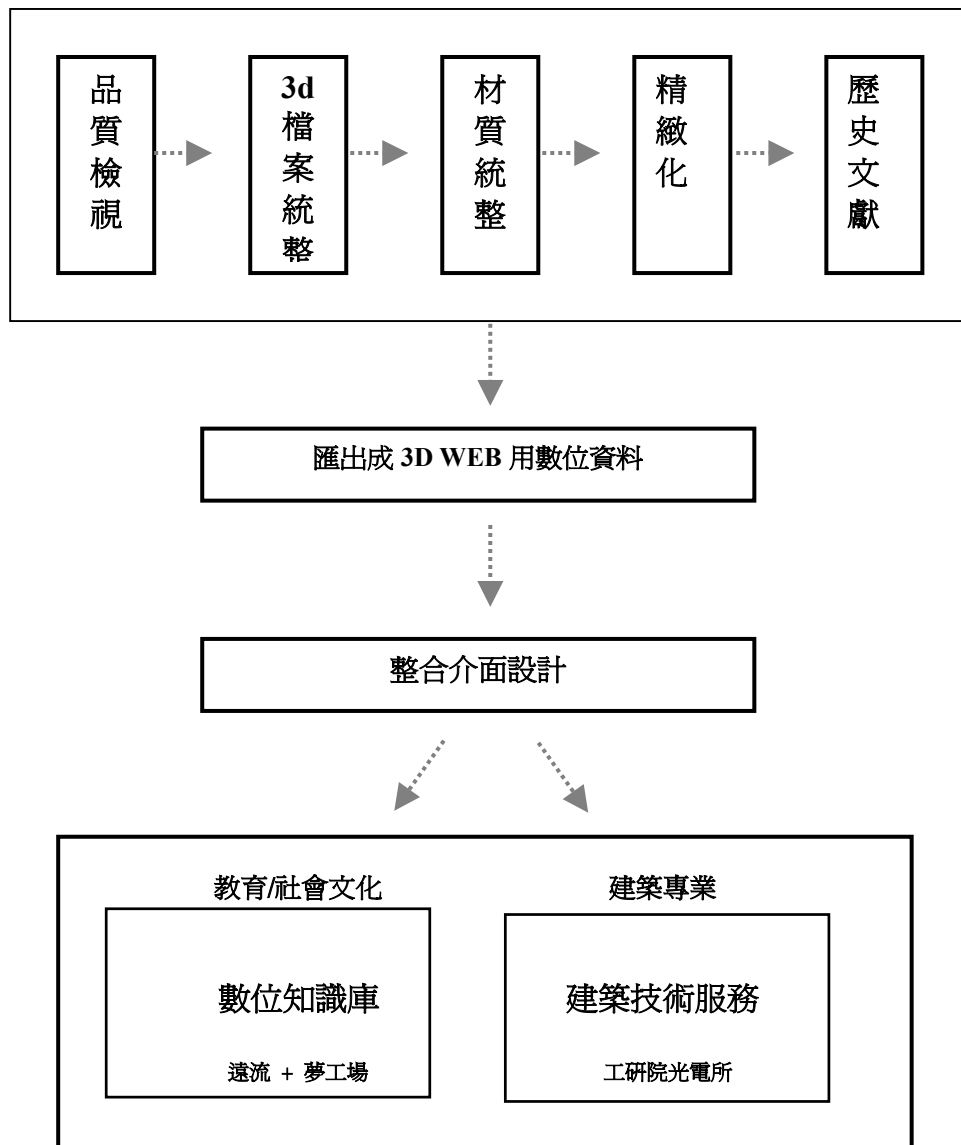 品質檢視
3d檔案統整
材質統整
精緻化
歷史文獻
匯出成 3D WEB 用數位資料
整合介面設計
教育/社會文化
建築專業
數位知識庫
建築技術服務
遠流 + 夢工場
工研院光電所